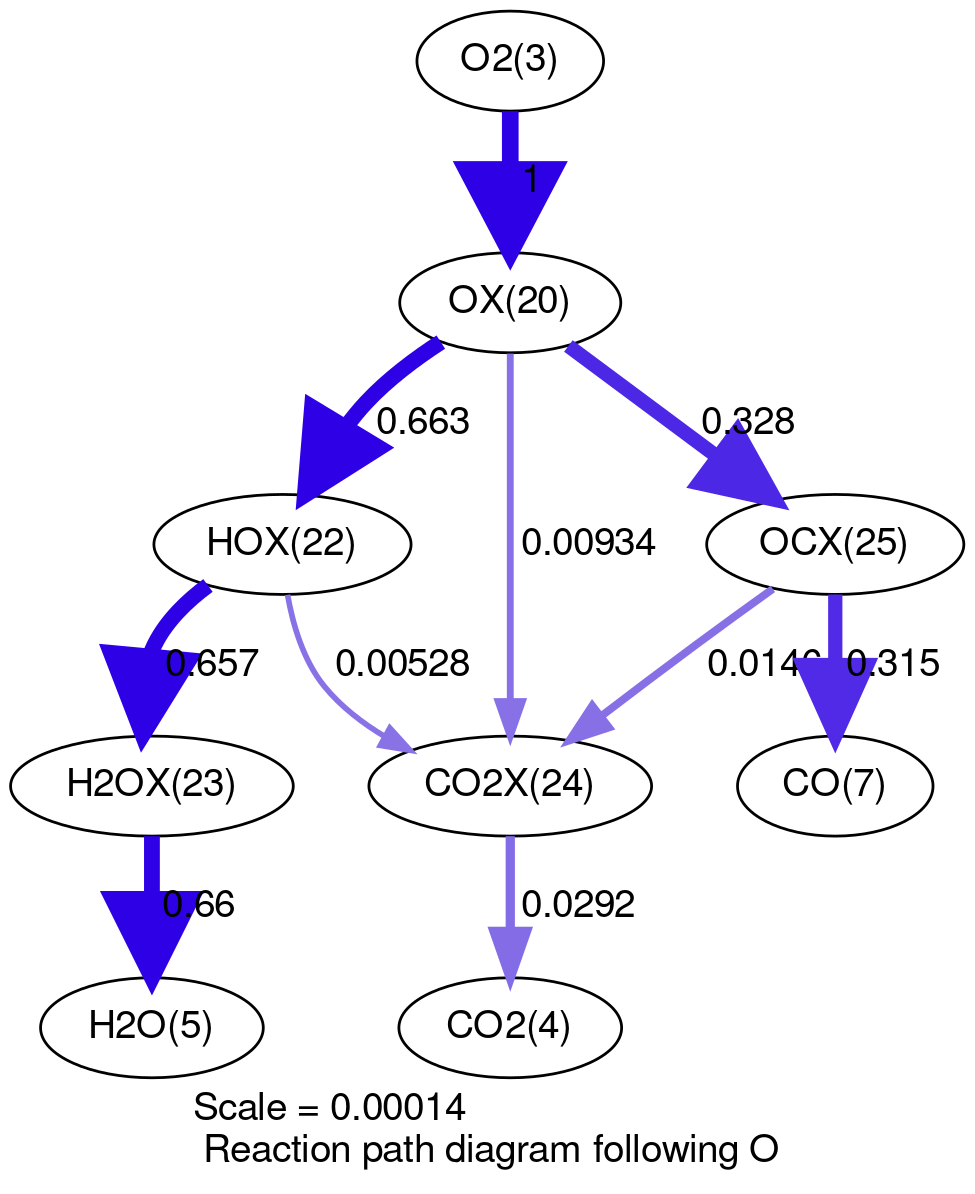 O2(3)
1
OX(20)
0.663
0.328
HOX(22)
0.00934
OCX(25)
0.657
0.00528
0.315
H2OX(23)
CO2X(24)
CO(7)
0.66
0.0292
H2O(5)
CO2(4)
Scale = 0.00014
Reaction path diagram following O